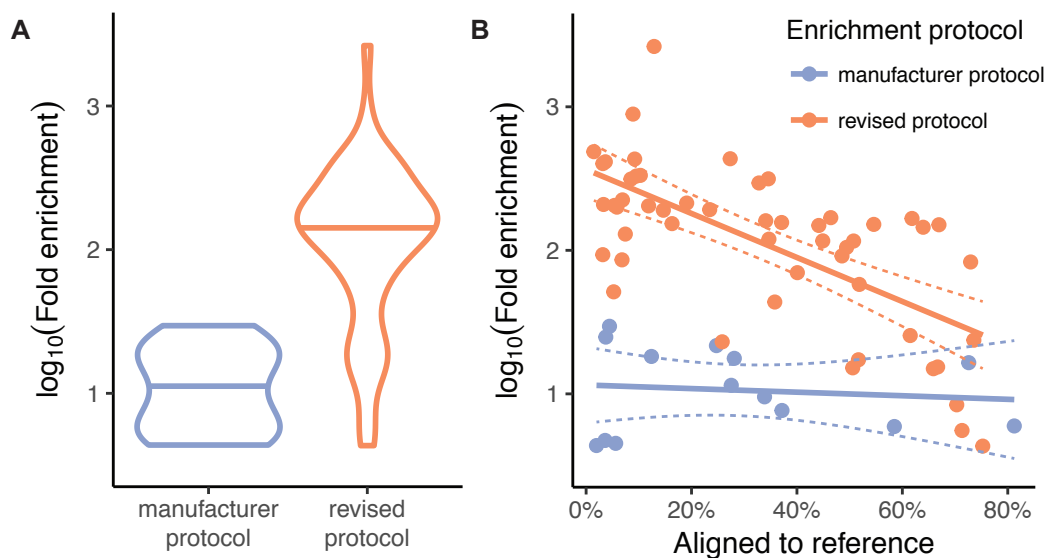 A
log₁₀(Fold enrichment)
3
2
1
manufacturer
protocol
revised
protocol
B
log₁₀(Fold enrichment)
3
2
1
Enrichment protocol
manufacturer protocol
revised protocol
0%
20%
40%
60%
80%
Aligned to reference